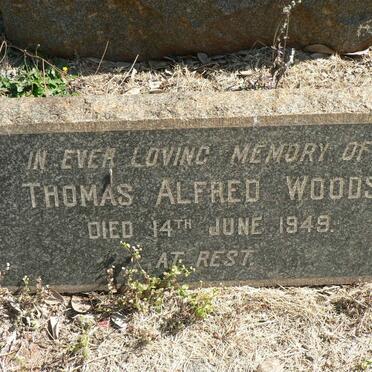 IN EVER LOVING MEMORY OF
THOMAS ALFRED WOODS
DIED 14TH JUNE 1949.
AT REST.